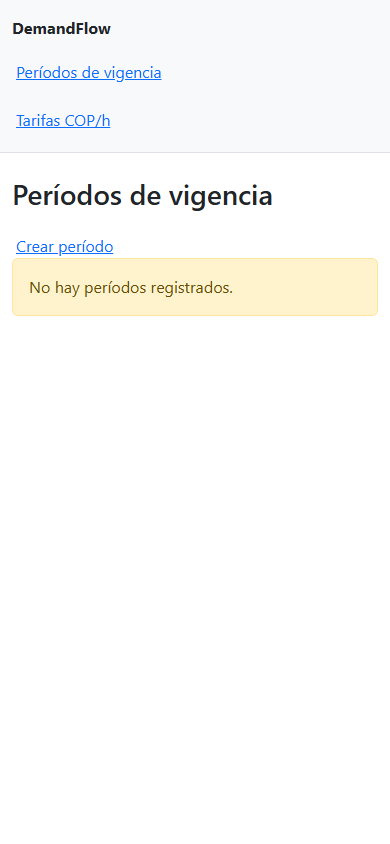 DemandFlow
Períodos de vigencia
Tarifas COP/h
Períodos de vigencia
Crear período
No hay períodos registrados.